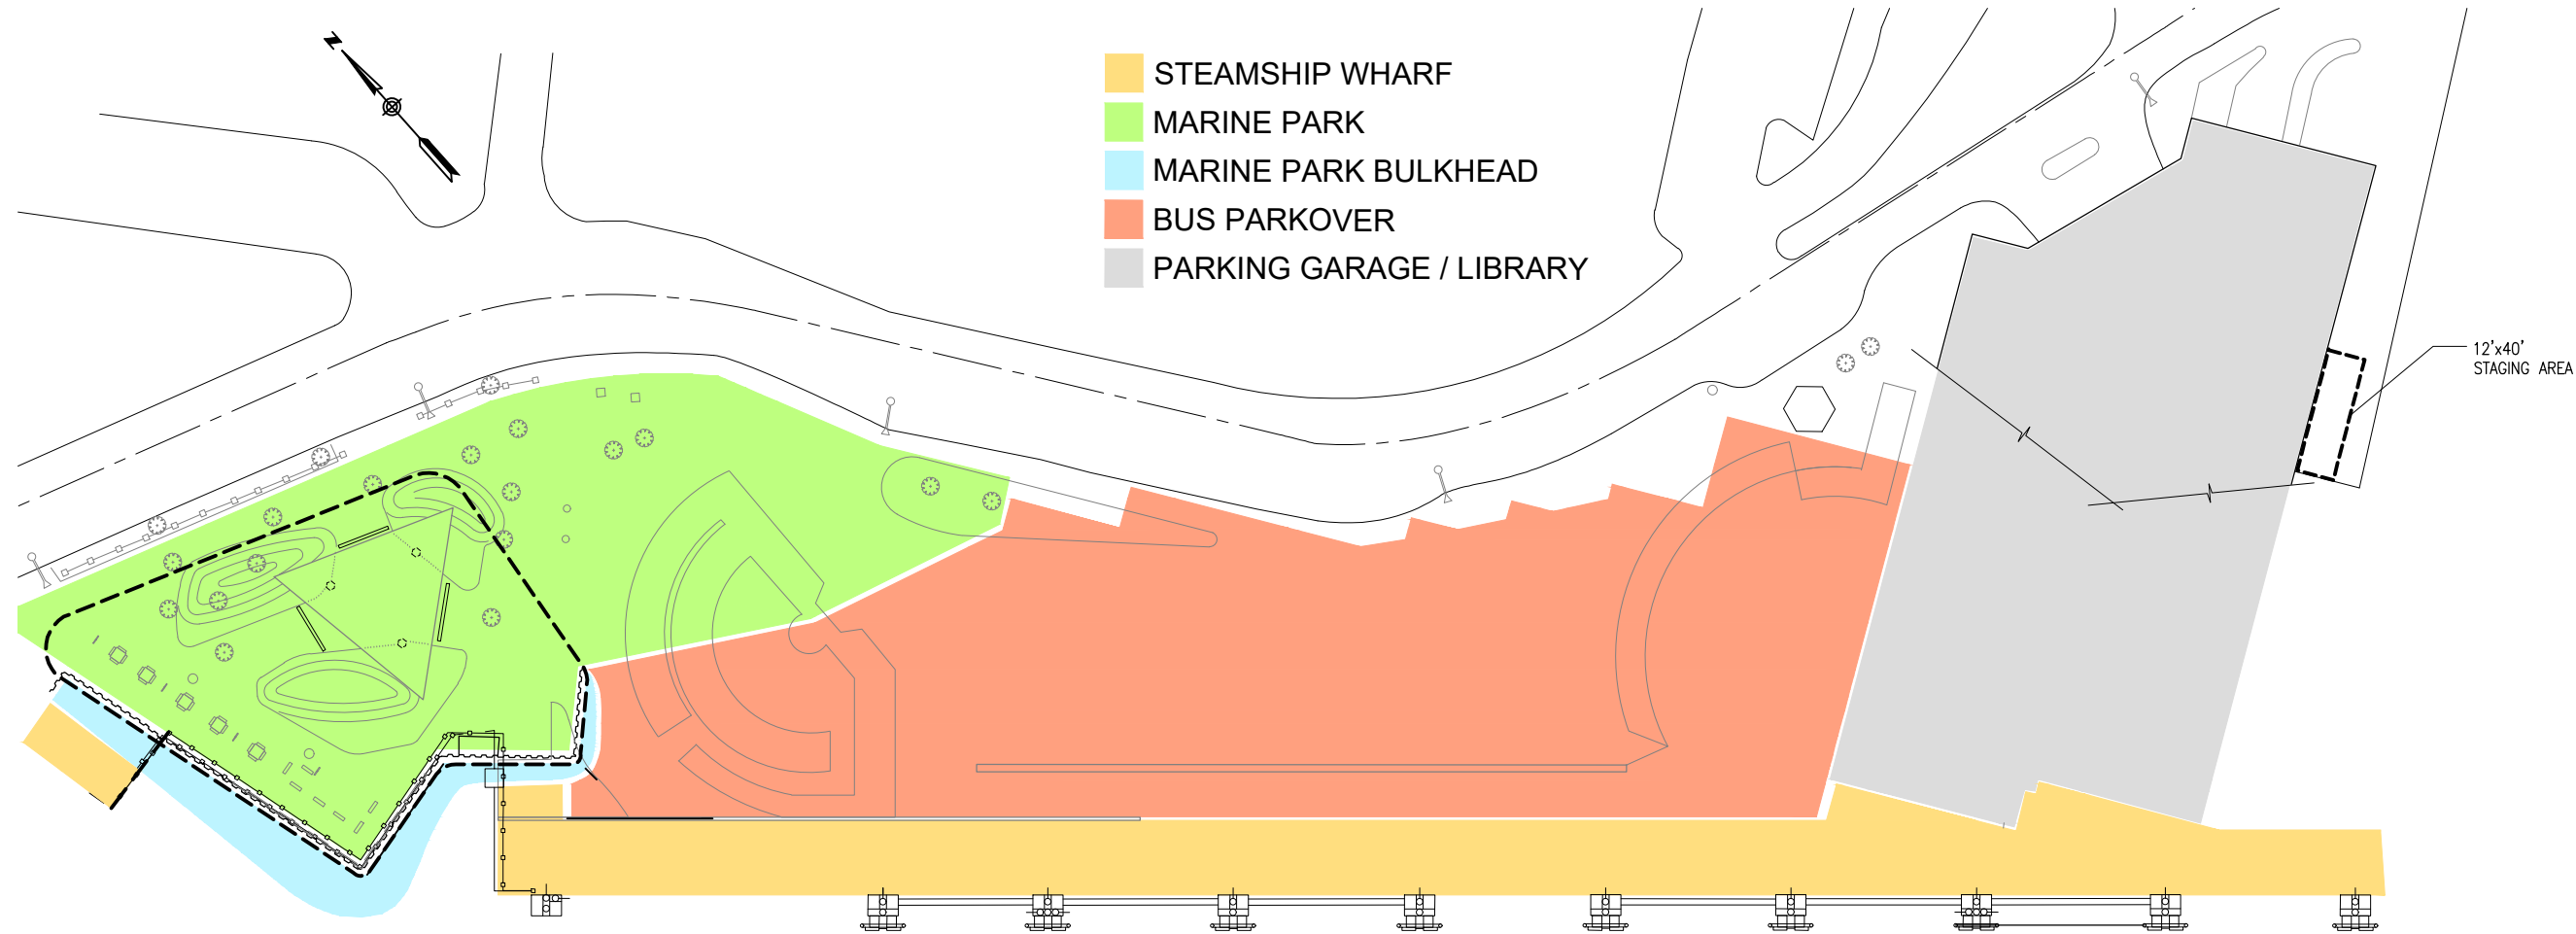 N
STEAMSHIP WHARF
MARINE PARK
MARINE PARK BULKHEAD
BUS PARKOVER
PARKING GARAGE / LIBRARY
12'x40'
STAGING AREA